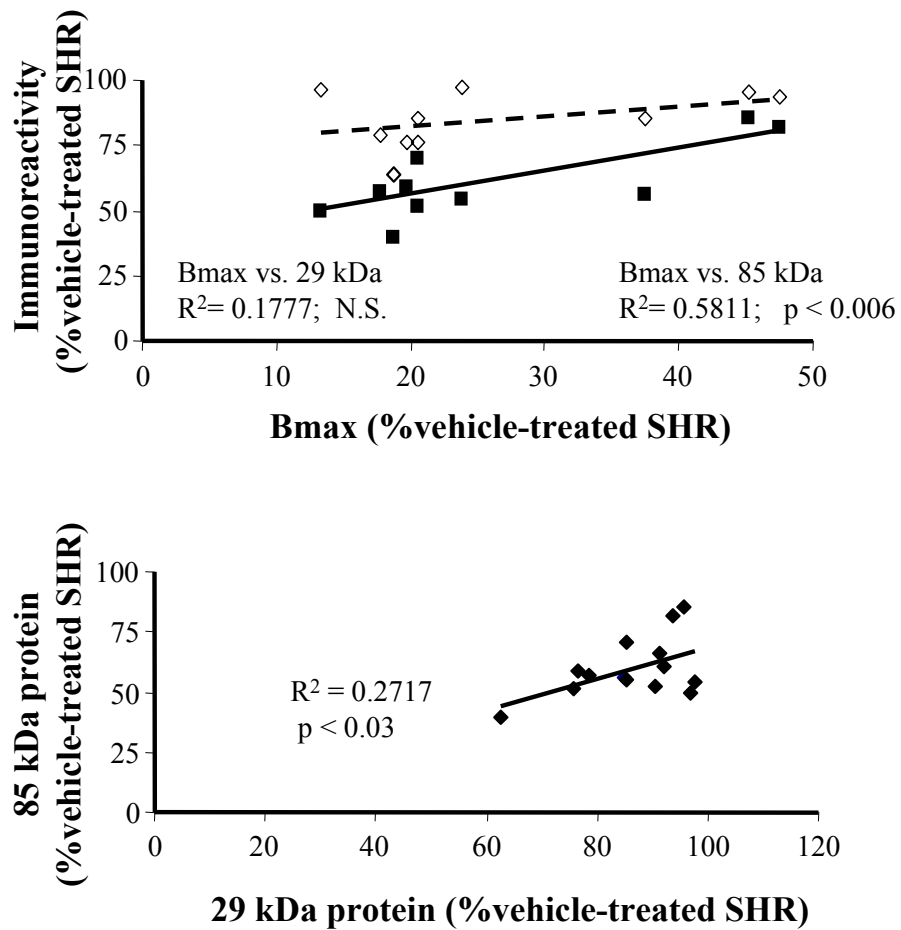 Immunoreactivity
(%vehicle-treated SHR)
100
75
50
25
0
Bmax vs. 29 kDa
R²= 0.1777; N.S.
Bmax vs. 85 kDa
R²= 0.5811; p < 0.006
0 10 20 30 40 50
Bmax (%vehicle-treated SHR)
85 kDa protein
(%vehicle-treated SHR)
100
75
50
25
0
R² = 0.2717
p < 0.03
0 20 40 60 80 100 120
29 kDa protein (%vehicle-treated SHR)